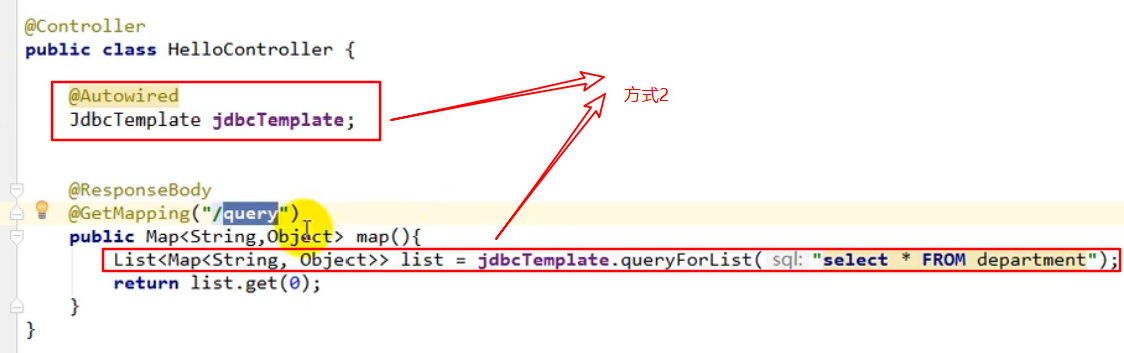 @Controller
public class HelloController {
@Autowired
JdbcTemplate jdbcTemplate;
方式2
@ResponseBody
@GetMapping("/query")
public Map<String,Object> map(){
List<Map<String, Object>> list = jdbcTemplate.queryForList( sql: "select * FROM department");
return list.get(0);
}
}